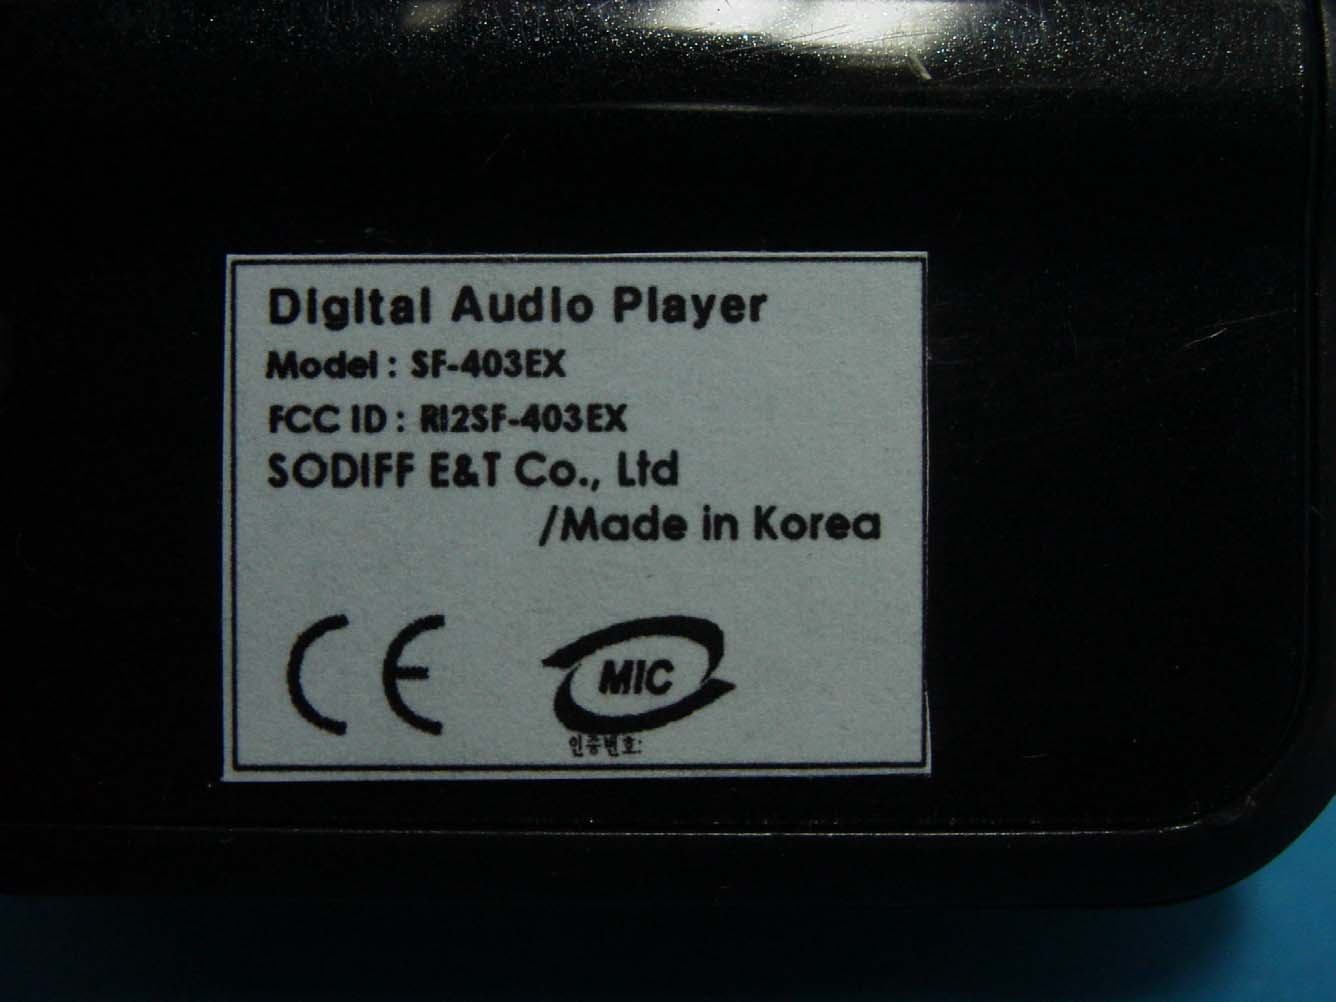 Digital Audio Player
Model : SF-403EX
FCC ID : RI2SF-403EX
SODIFF E&T Co., Ltd
/Made in Korea
CE
MIC
인증번호: